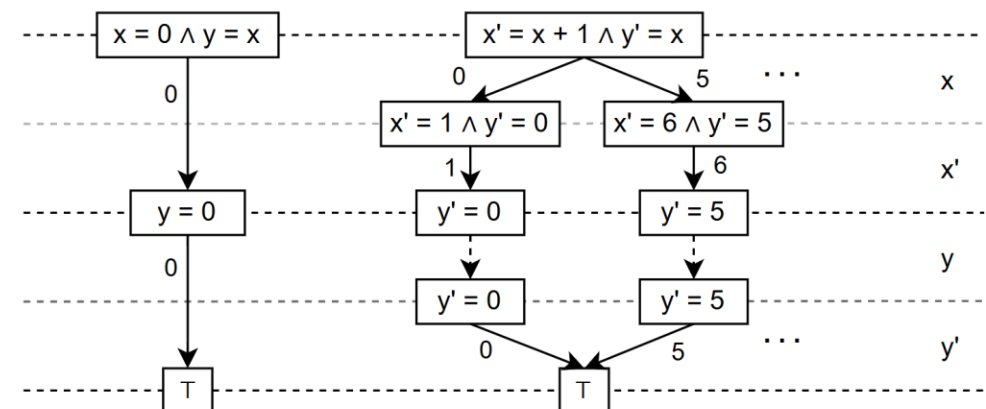 x = 0 ∧ y = x    x' = x + 1 ∧ y' = x
0    0    5    ...    x
x' = 1 ∧ y' = 0    x' = 6 ∧ y' = 5
1    6    x'
y = 0    y' = 0    y' = 5
0    y
y' = 0    y' = 5
0    5    ...    y'
⊤    ⊤